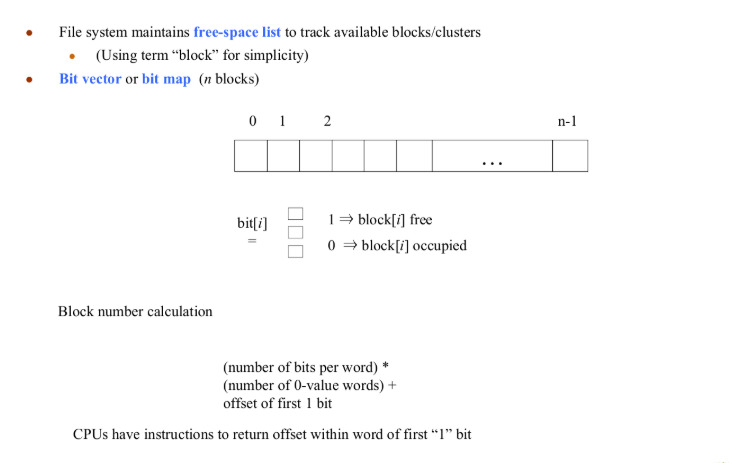 File system maintains free-space list to track available blocks/clusters
(Using term “block” for simplicity)
Bit vector or bit map (n blocks)
0 1 2 n-1
...
bit[i] =
1 ⇒ block[i] free
0 ⇒ block[i] occupied
Block number calculation
(number of bits per word) *
(number of 0-value words) +
offset of first 1 bit
CPUs have instructions to return offset within word of first “1” bit